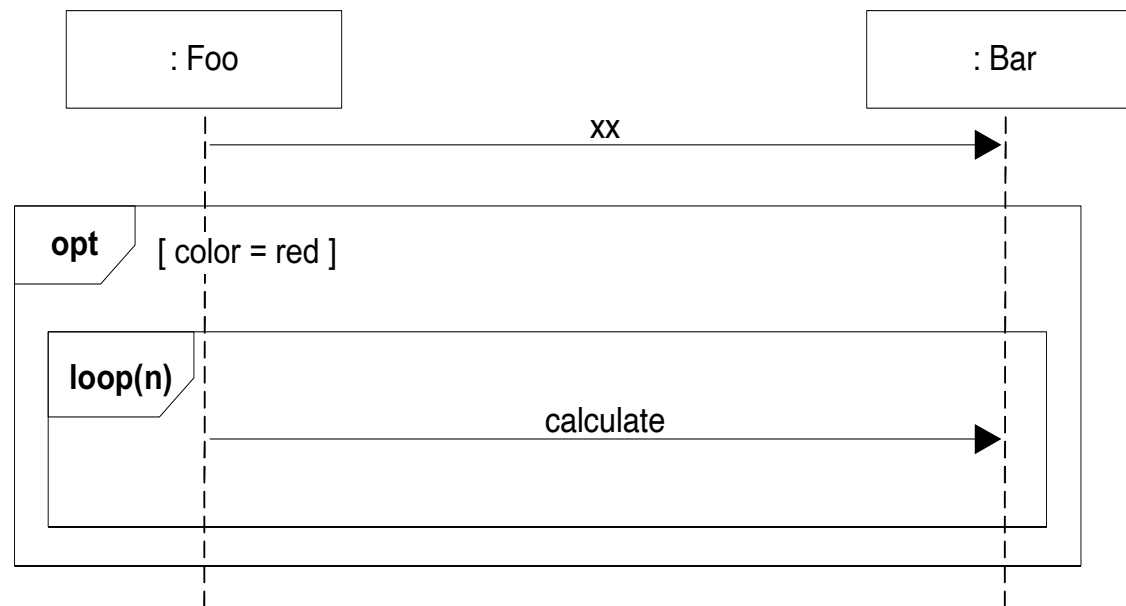 : Foo
: Bar
xx
opt
[ color = red ]
loop(n)
calculate